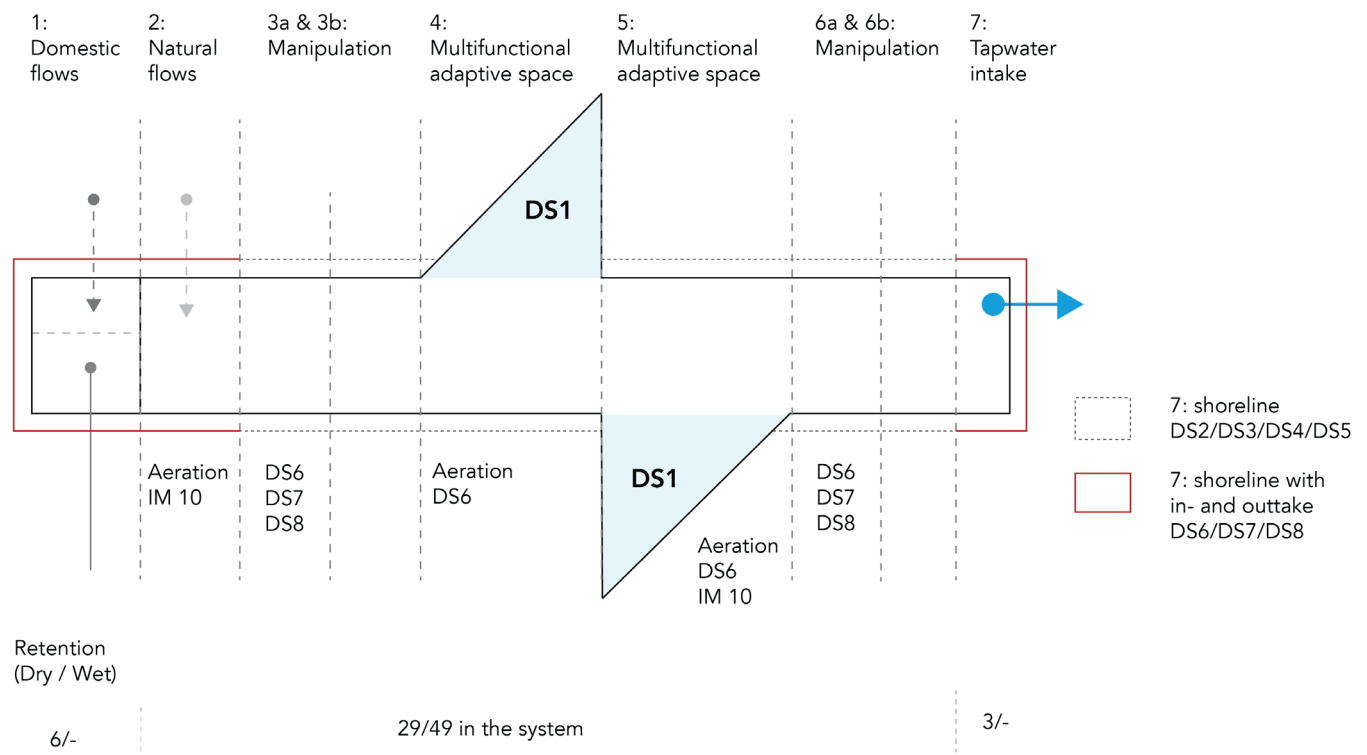 1:
Domestic
flows
2:
Natural
flows
3a & 3b:
Manipulation
4:
Multifunctional
adaptive space
5:
Multifunctional
adaptive space
6a & 6b:
Manipulation
7:
Tapwater
intake
DS1
DS1
Aeration
IM 10
DS6
DS7
DS8
Aeration
DS6
Aeration
DS6
IM 10
DS6
DS7
DS8
7: shoreline
DS2/DS3/DS4/DS5
7: shoreline with
in- and outtake
DS6/DS7/DS8
Retention
(Dry / Wet)
6/-
29/49 in the system
3/-